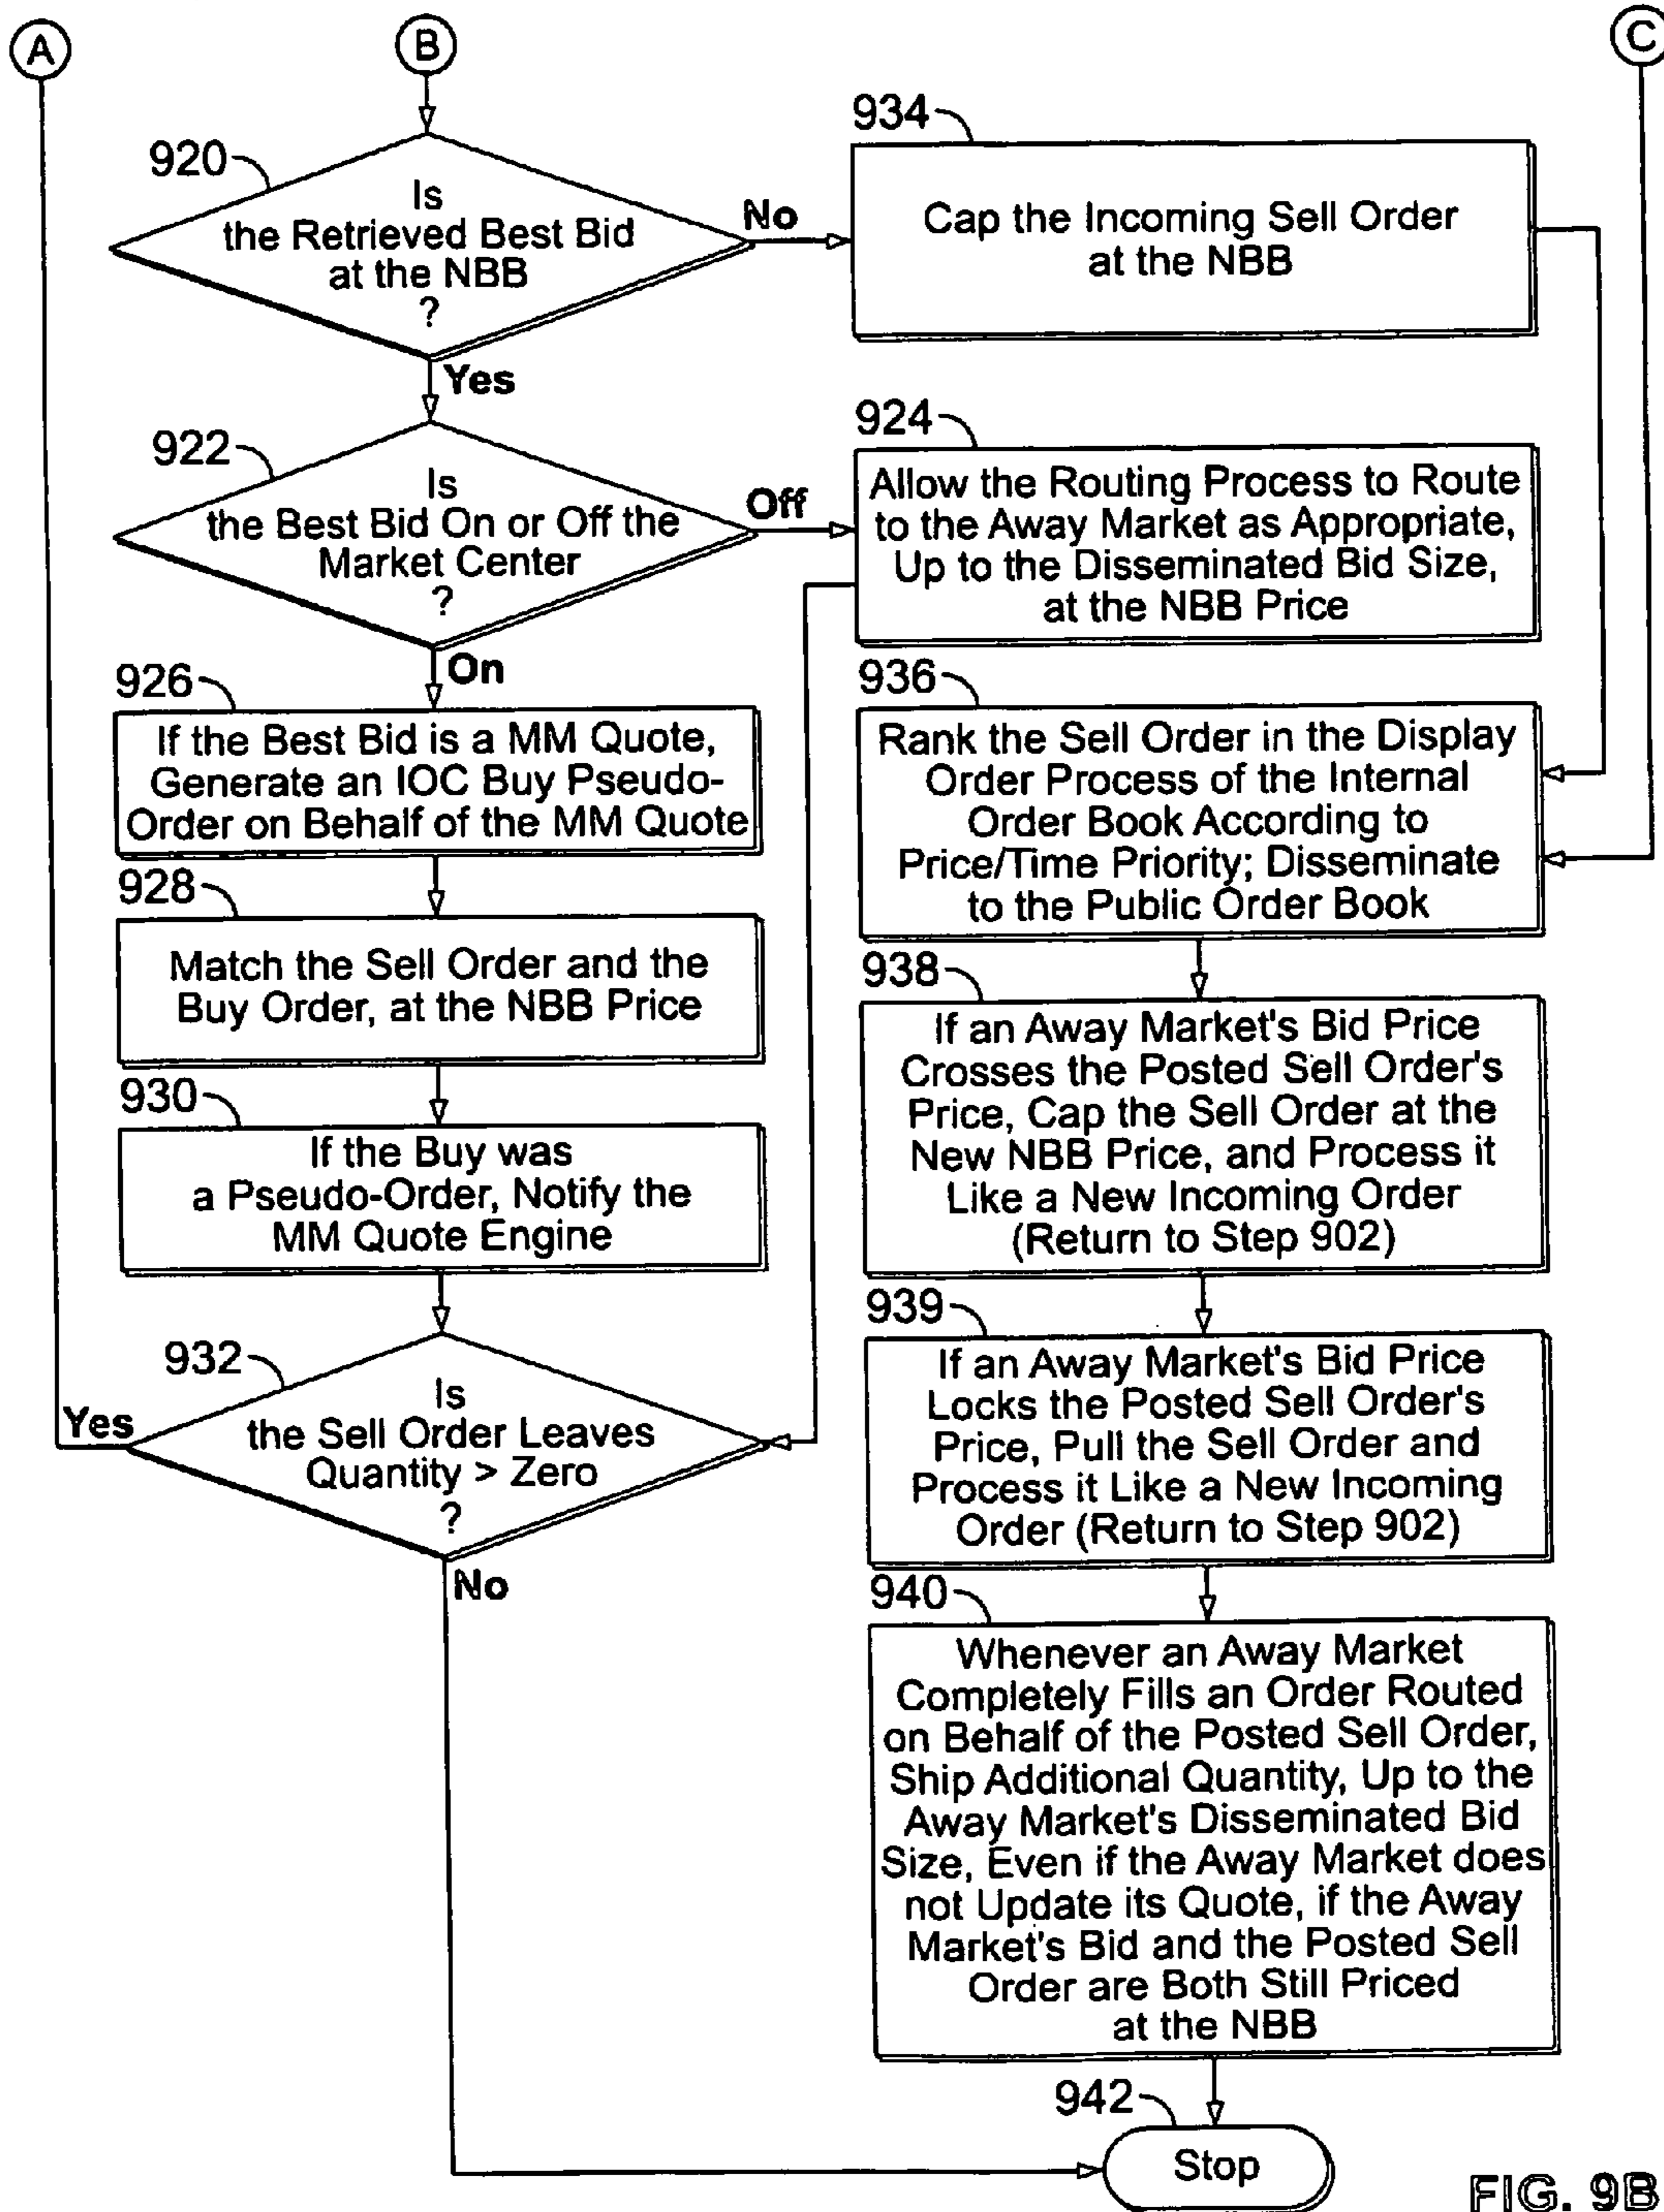 A
B
C
920
Is
the Retrieved Best Bid
at the NBB
?
No
Yes
934
Cap the Incoming Sell Order
at the NBB
922
Is
the Best Bid On or Off the
Market Center
?
Off
On
924
Allow the Routing Process to Route
to the Away Market as Appropriate,
Up to the Disseminated Bid Size,
at the NBB Price
926
If the Best Bid is a MM Quote,
Generate an IOC Buy Pseudo-
Order on Behalf of the MM Quote
928
Match the Sell Order and the
Buy Order, at the NBB Price
930
If the Buy was
a Pseudo-Order, Notify the
MM Quote Engine
932
Is
the Sell Order Leaves
Quantity > Zero
?
Yes
No
936
Rank the Sell Order in the Display
Order Process of the Internal
Order Book According to
Price/Time Priority; Disseminate
to the Public Order Book
938
If an Away Market's Bid Price
Crosses the Posted Sell Order's
Price, Cap the Sell Order at the
New NBB Price, and Process it
Like a New Incoming Order
(Return to Step 902)
939
If an Away Market's Bid Price
Locks the Posted Sell Order's
Price, Pull the Sell Order and
Process it Like a New Incoming
Order (Return to Step 902)
940
Whenever an Away Market
Completely Fills an Order Routed
on Behalf of the Posted Sell Order,
Ship Additional Quantity, Up to the
Away Market's Disseminated Bid
Size, Even if the Away Market does
not Update its Quote, if the Away
Market's Bid and the Posted Sell
Order are Both Still Priced
at the NBB
942
Stop
FIG. 9B